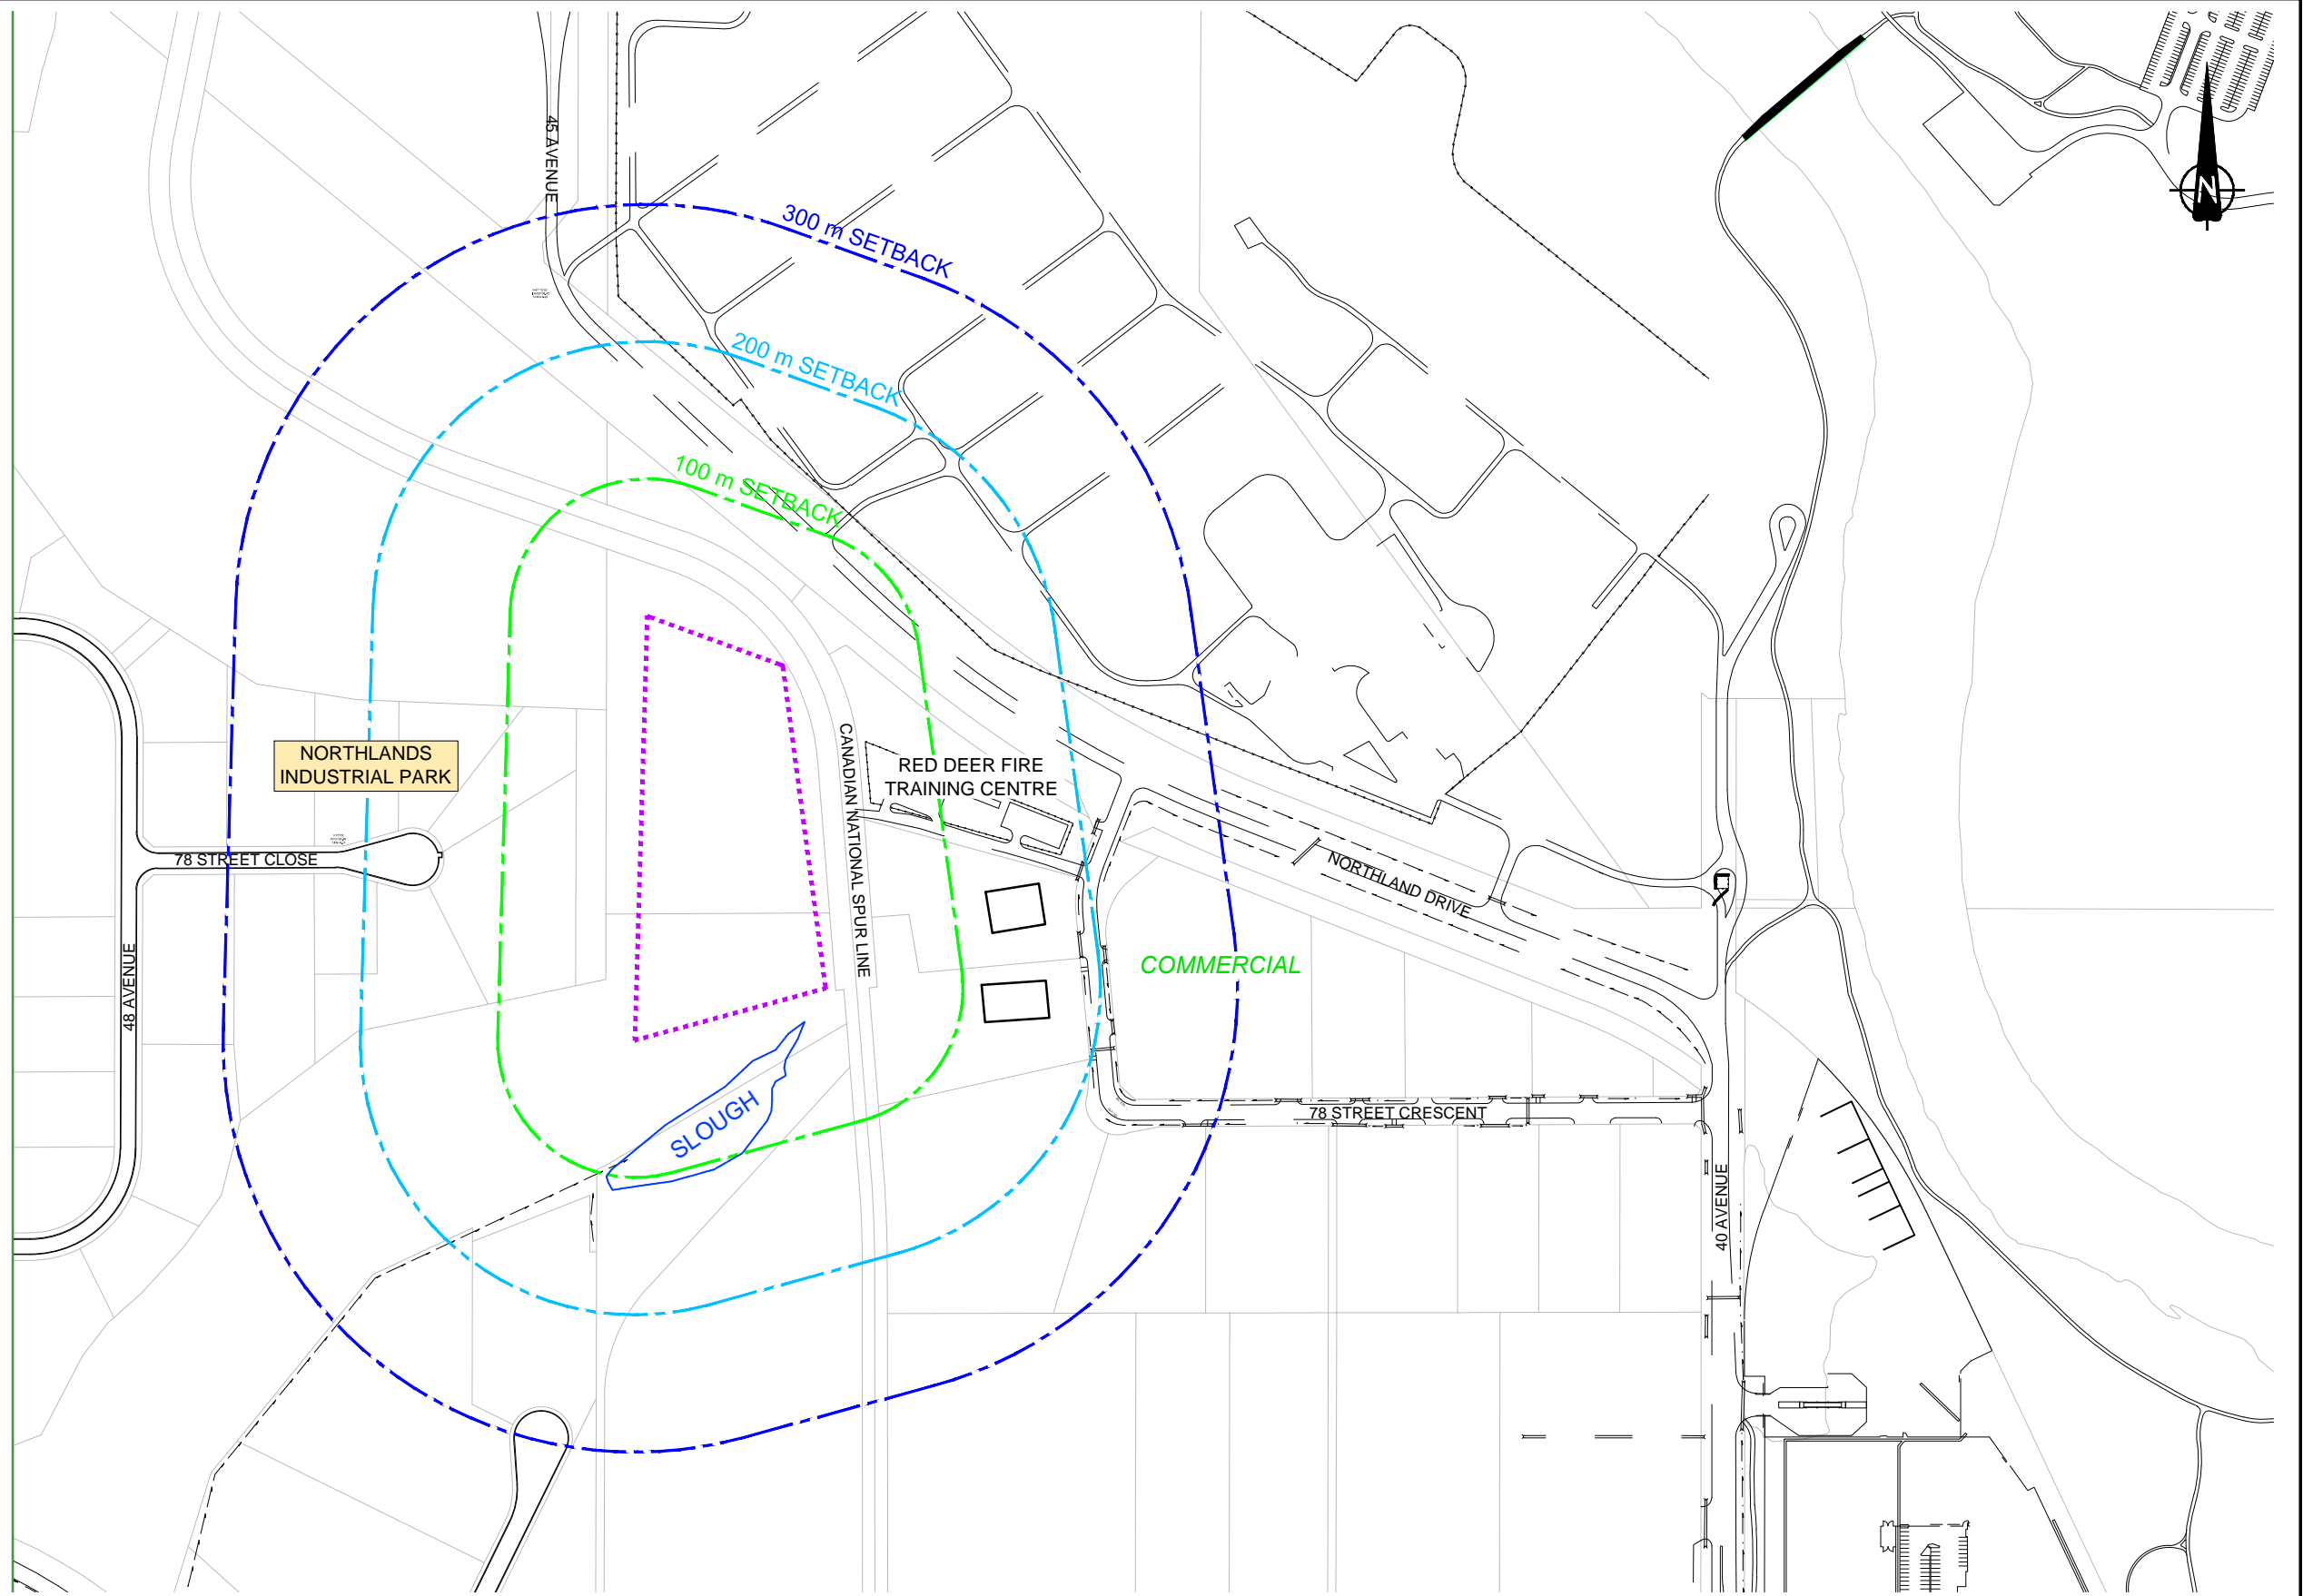 45 AVENUE
N
300 m SETBACK
200 m SETBACK
100 m SETBACK
NORTHLANDS
INDUSTRIAL PARK
CANADIAN NATIONAL SPUR LINE
RED DEER FIRE
TRAINING CENTRE
78 STREET CLOSE
NORTHLAND DRIVE
48 AVENUE
COMMERCIAL
SLOUGH
78 STREET CRESCENT
40 AVENUE